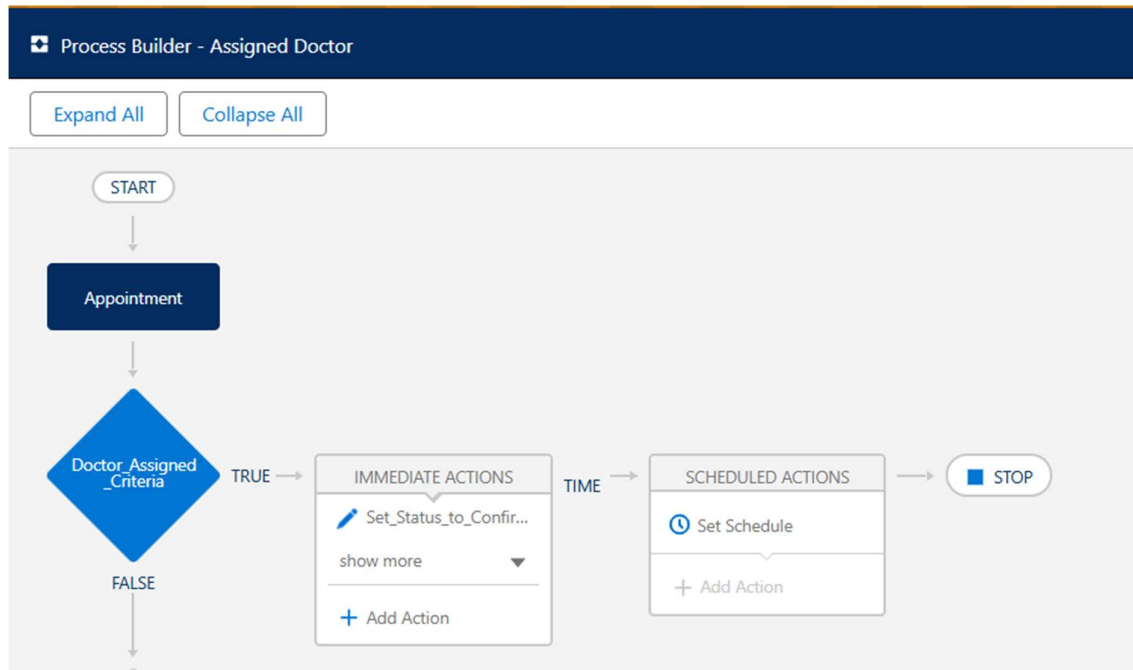 Process Builder - Assigned Doctor
Expand All
Collapse All
START
Appointment
Doctor_Assigned
_Criteria
TRUE
IMMEDIATE ACTIONS
Set_Status_to_Confir...
show more
+ Add Action
TIME
SCHEDULED ACTIONS
Set Schedule
+ Add Action
STOP
FALSE